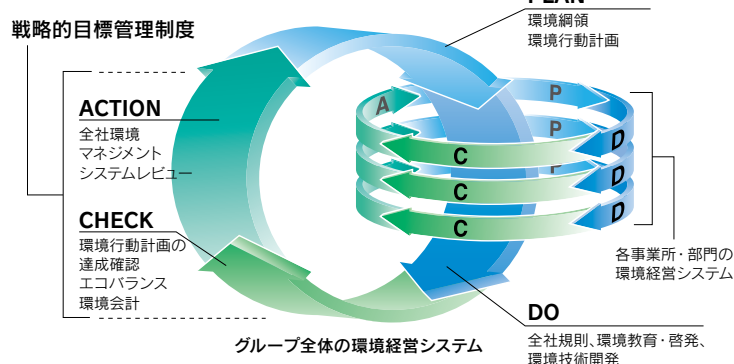 PLAN
環境綱領
環境行動計画
戦略的目標管理制度
ACTION
全社環境
マネジメント
システムレビュー
A
P
P
P
D
D
D
C
C
C
CHECK
環境行動計画の
達成確認
エコバランス
環境会計
各事業所・部門の
環境経営システム
DO
全社規則、環境教育・啓発、
環境技術開発
グループ全体の環境経営システム